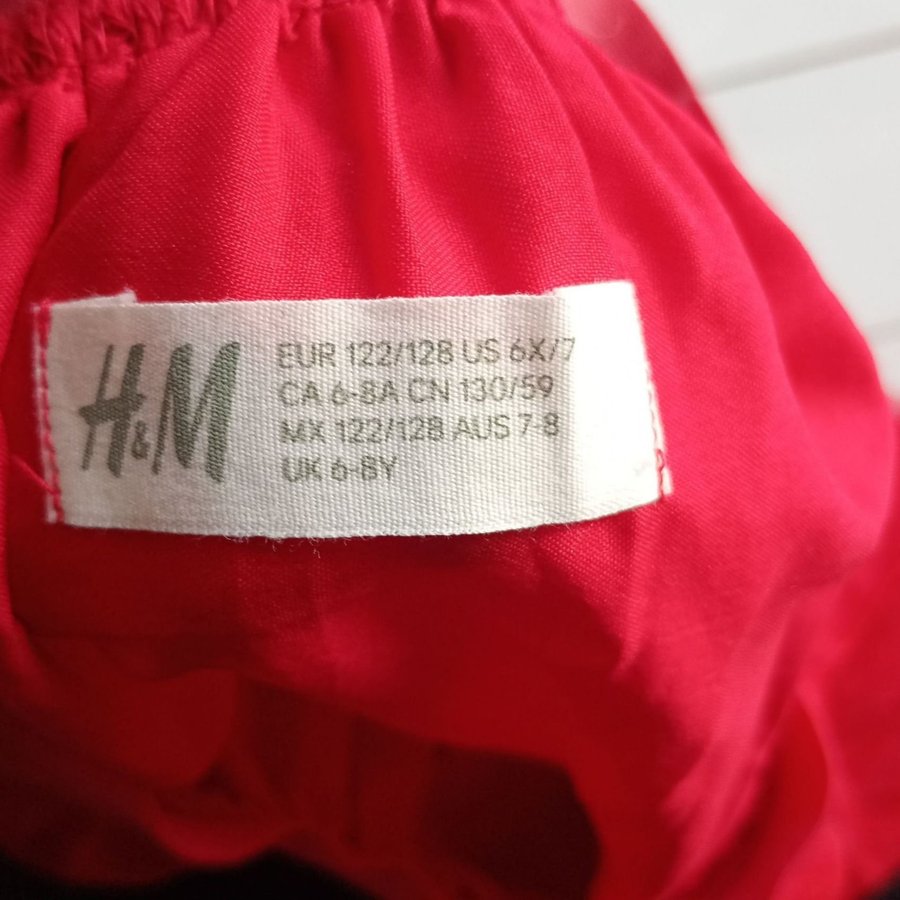 H&M
EUR 122/128 US 6X/7
CA 6-8A CN 130/59
MX 122/128 AUS 7-8
UK 6-8Y